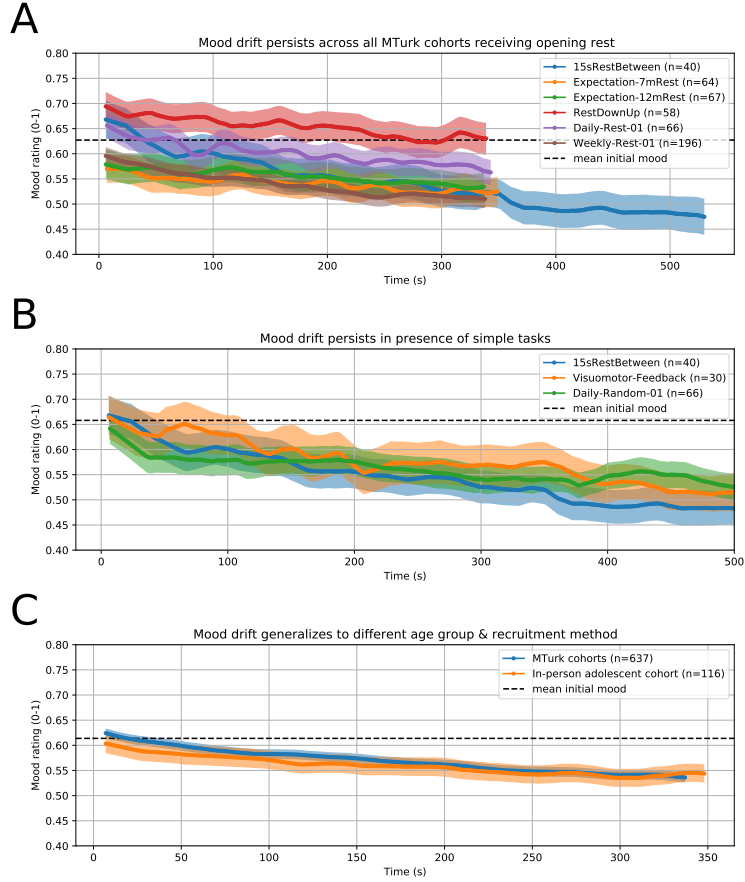 A
Mood drift persists across all MTurk cohorts receiving opening rest
0.80
0.75
0.70
0.65
0.60
0.55
0.50
0.45
0.40
Mood rating (0-1)
15sRestBetween (n=40)
Expectation-7mRest (n=64)
Expectation-12mRest (n=67)
RestDownUp (n=58)
Daily-Rest-01 (n=66)
Weekly-Rest-01 (n=196)
mean initial mood
0
100
200
300
400
500
Time (s)
B
Mood drift persists in presence of simple tasks
0.80
0.75
0.70
0.65
0.60
0.55
0.50
0.45
0.40
Mood rating (0-1)
15sRestBetween (n=40)
Visuomotor-Feedback (n=30)
Daily-Random-01 (n=66)
mean initial mood
0
100
200
300
400
500
Time (s)
C
Mood drift generalizes to different age group & recruitment method
0.80
0.75
0.70
0.65
0.60
0.55
0.50
0.45
0.40
Mood rating (0-1)
MTurk cohorts (n=637)
In-person adolescent cohort (n=116)
mean initial mood
0
50
100
150
200
250
300
350
Time (s)